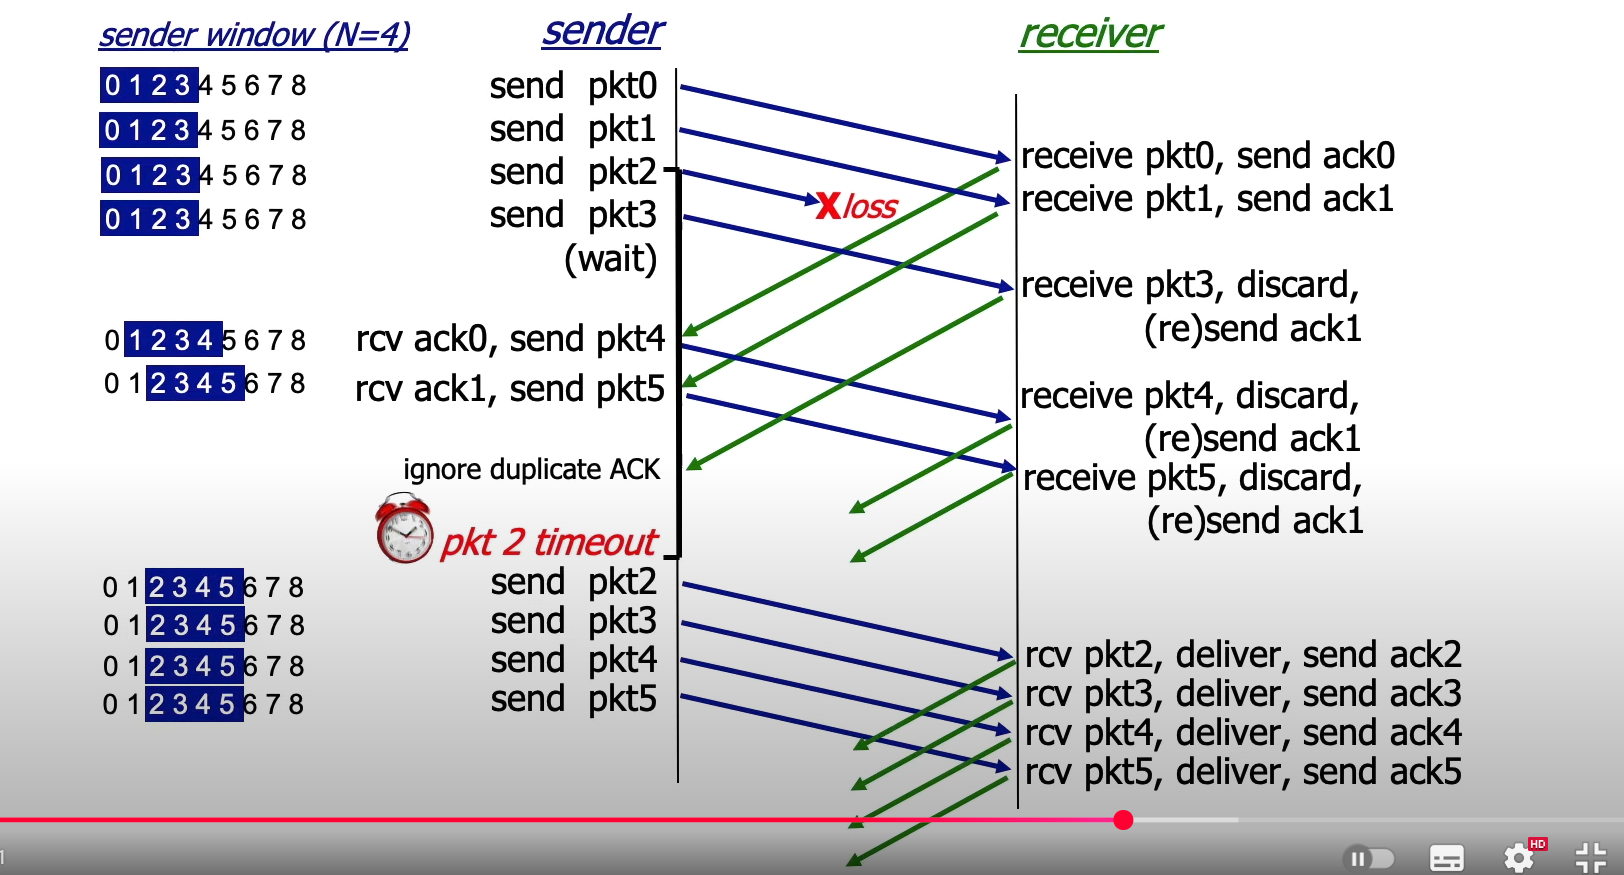 sender window (N=4) sender receiver
0 1 2 3 4 5 6 7 8 send pkt0
0 1 2 3 4 5 6 7 8 send pkt1
receive pkt0, send ack0
0 1 2 3 4 5 6 7 8 send pkt2
receive pkt1, send ack1
X loss
0 1 2 3 4 5 6 7 8 send pkt3
(wait)
receive pkt3, discard,
(re)send ack1
0 1 2 3 4 5 6 7 8 rcv ack0, send pkt4
0 1 2 3 4 5 6 7 8 rcv ack1, send pkt5
receive pkt4, discard,
(re)send ack1
ignore duplicate ACK
receive pkt5, discard,
(re)send ack1
pkt 2 timeout
0 1 2 3 4 5 6 7 8 send pkt2
0 1 2 3 4 5 6 7 8 send pkt3
0 1 2 3 4 5 6 7 8 send pkt4
0 1 2 3 4 5 6 7 8 send pkt5
rcv pkt2, deliver, send ack2
rcv pkt3, deliver, send ack3
rcv pkt4, deliver, send ack4
rcv pkt5, deliver, send ack5
1
HD